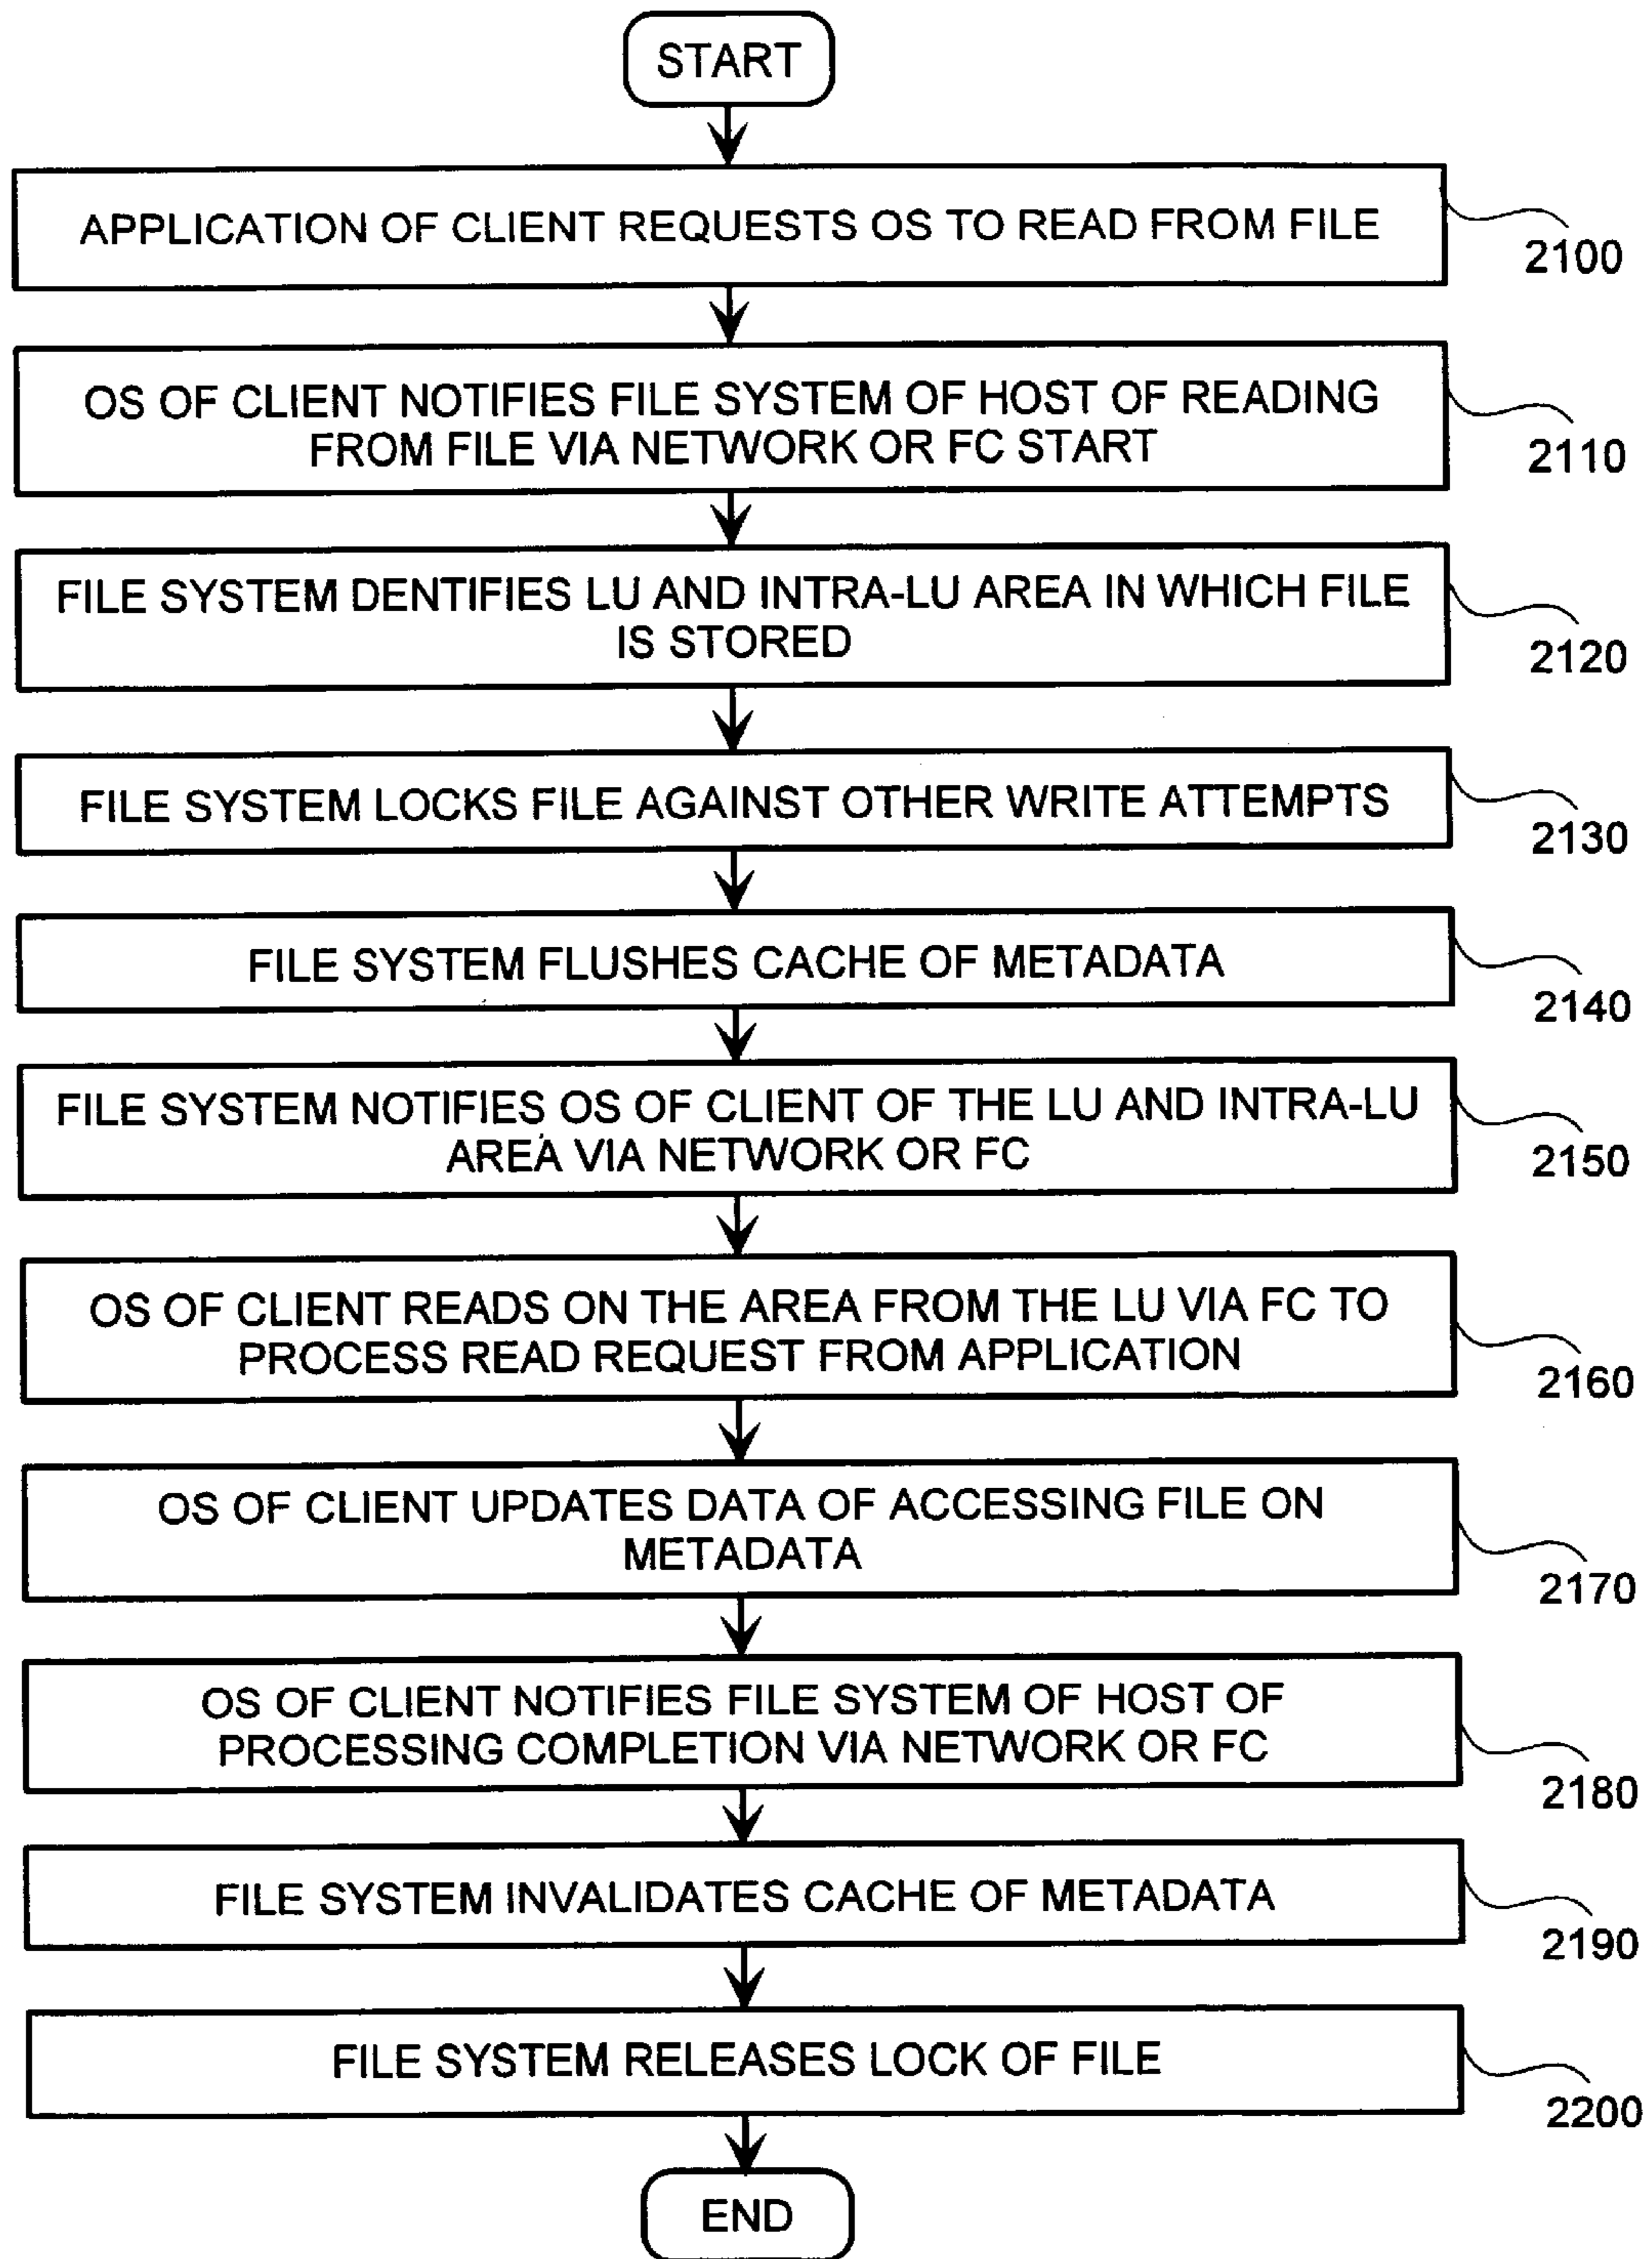 START
APPLICATION OF CLIENT REQUESTS OS TO READ FROM FILE
2100
OS OF CLIENT NOTIFIES FILE SYSTEM OF HOST OF READING
FROM FILE VIA NETWORK OR FC START
2110
FILE SYSTEM DENTIFIES LU AND INTRA-LU AREA IN WHICH FILE
IS STORED
2120
FILE SYSTEM LOCKS FILE AGAINST OTHER WRITE ATTEMPTS
2130
FILE SYSTEM FLUSHES CACHE OF METADATA
2140
FILE SYSTEM NOTIFIES OS OF CLIENT OF THE LU AND INTRA-LU
AREA VIA NETWORK OR FC
2150
OS OF CLIENT READS ON THE AREA FROM THE LU VIA FC TO
PROCESS READ REQUEST FROM APPLICATION
2160
OS OF CLIENT UPDATES DATA OF ACCESSING FILE ON
METADATA
2170
OS OF CLIENT NOTIFIES FILE SYSTEM OF HOST OF
PROCESSING COMPLETION VIA NETWORK OR FC
2180
FILE SYSTEM INVALIDATES CACHE OF METADATA
2190
FILE SYSTEM RELEASES LOCK OF FILE
2200
END